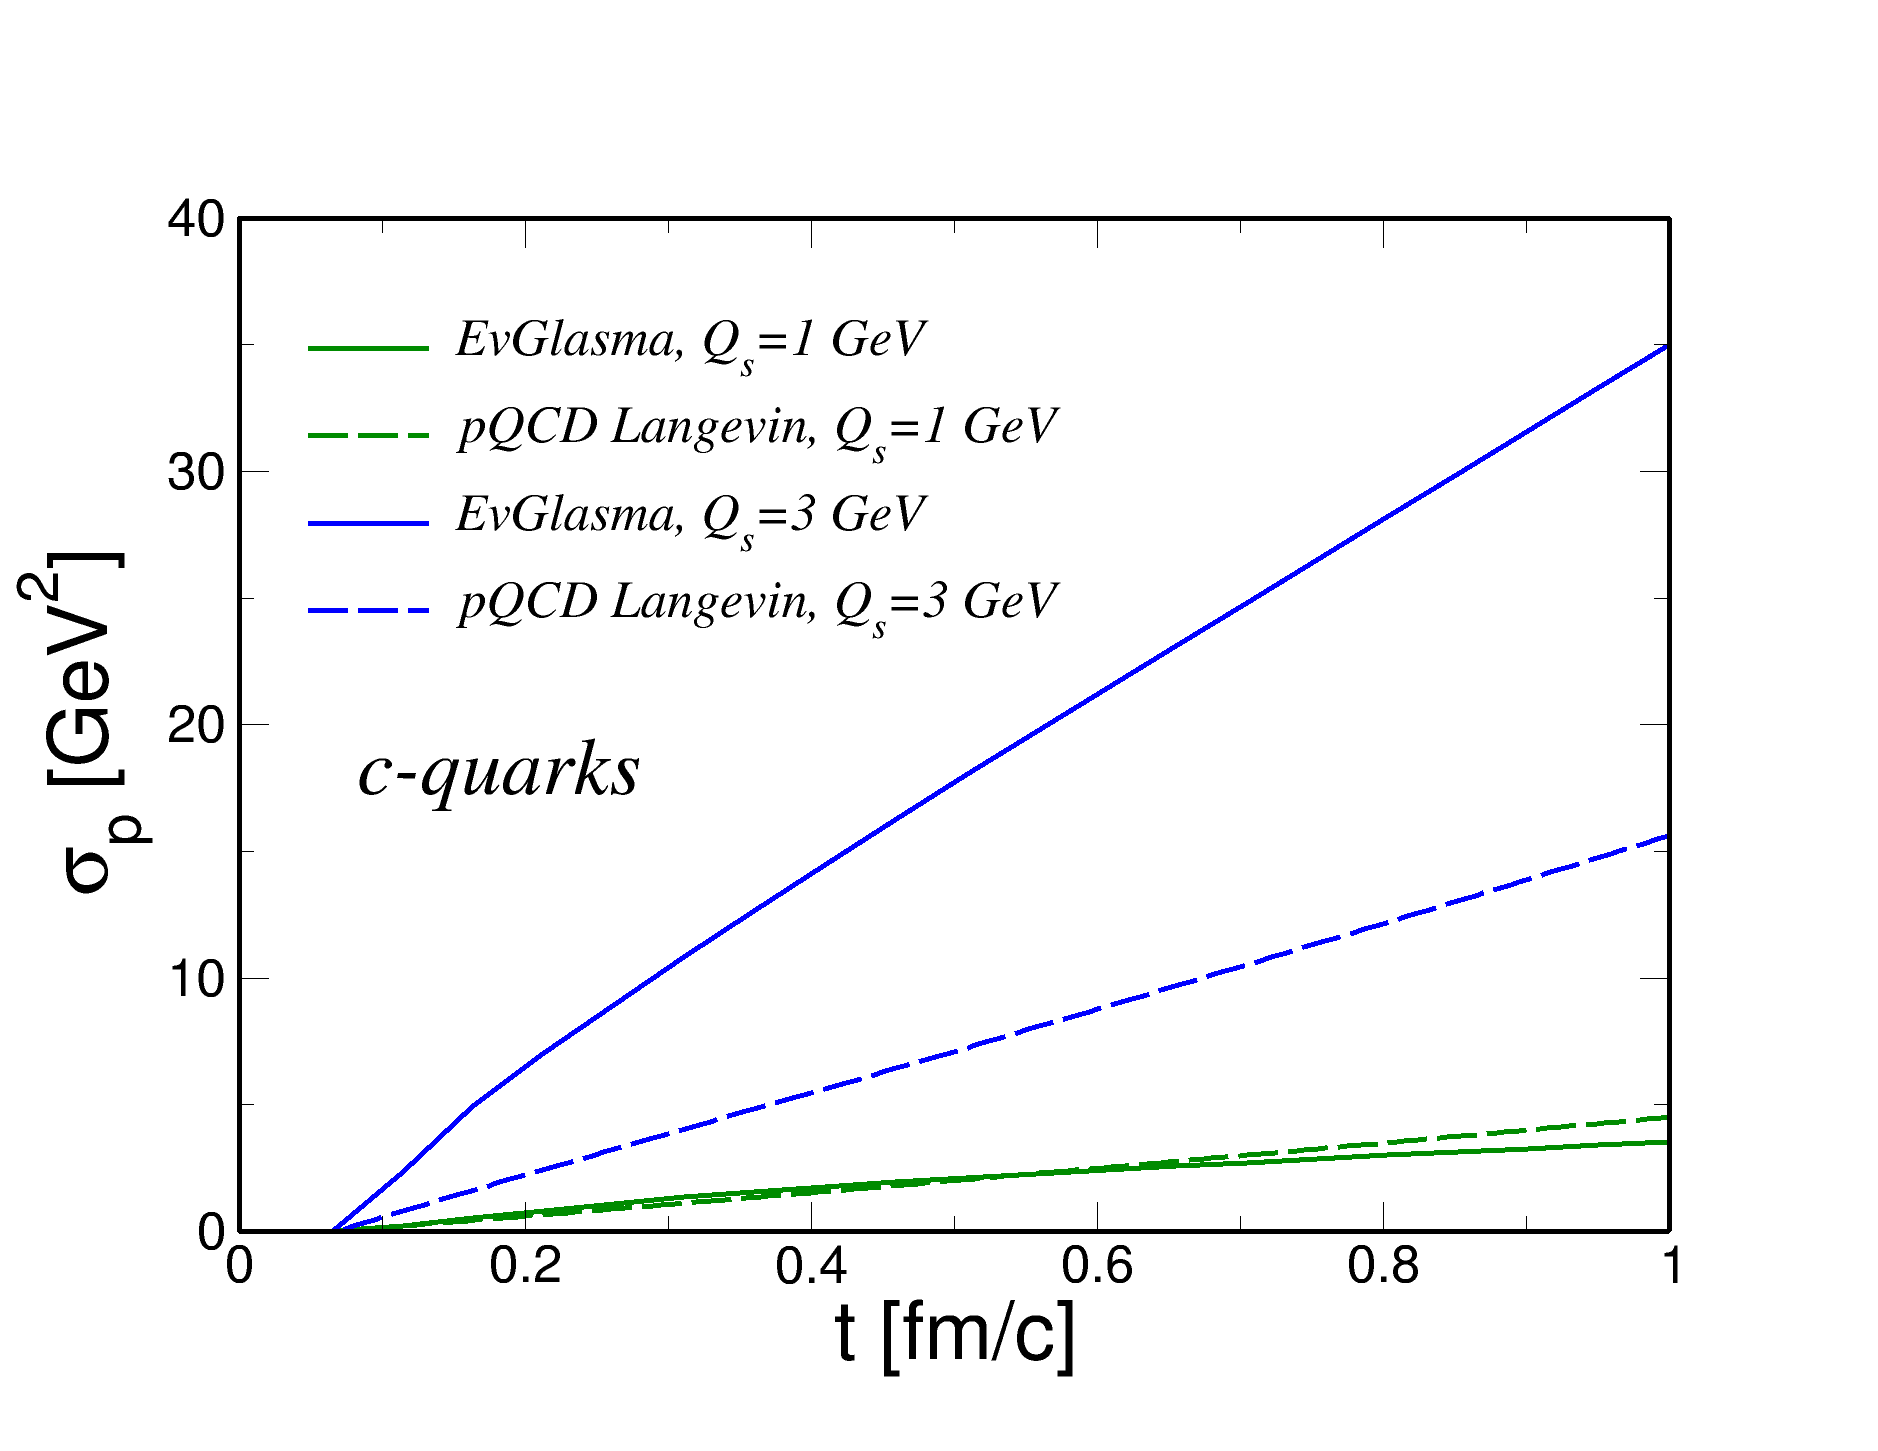 40
30
20
10
0
σp [GeV²]
EvGlasma, Qs=1 GeV
pQCD Langevin, Qs=1 GeV
EvGlasma, Qs=3 GeV
pQCD Langevin, Qs=3 GeV
c-quarks
0 0.2 0.4 0.6 0.8 1
t [fm/c]